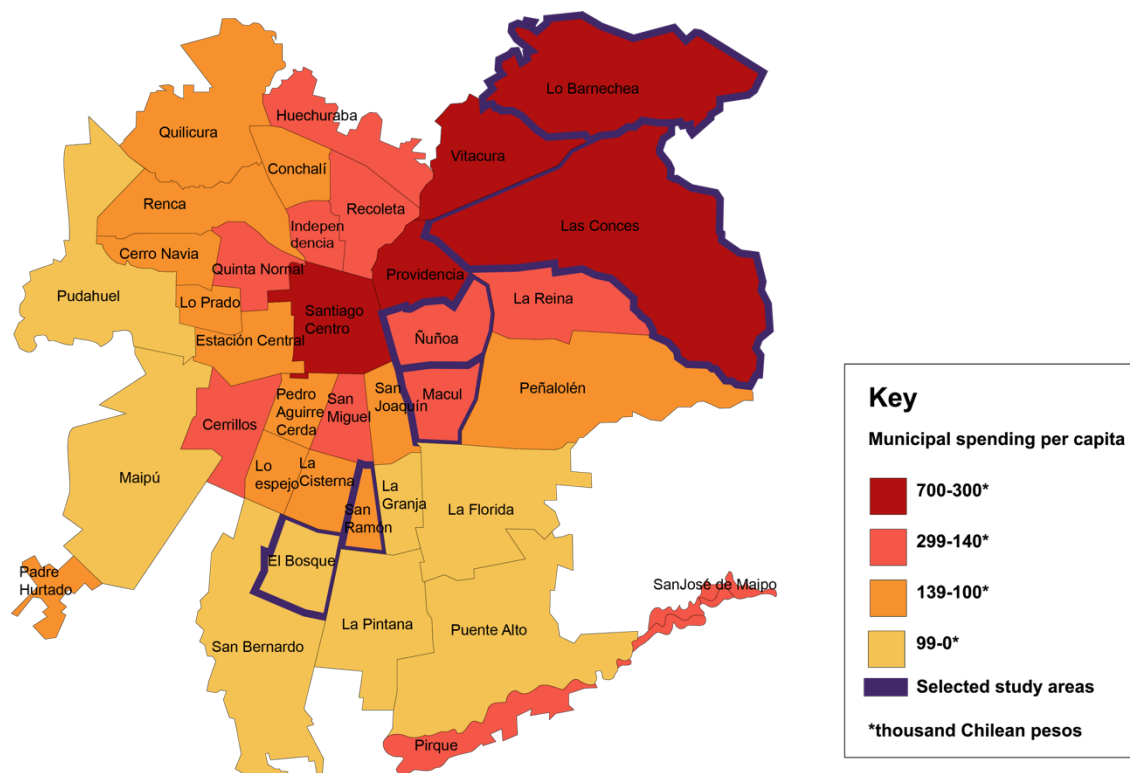 Lo Barnechea
Huechuraba
Quilicura
Vitacura
Conchalí
Renca
Recoleta
Indepen
dencia
Las Conces
Cerro Navia
Quinta Nornal
Providencia
Pudahuel
Lo Prado
La Reina
Santiago
Centro
Estación Central
Ñuñoa
Peñalolén
Pedro
Aguirre
Cerda
San
Miguel
San
Joaquín
Macul
Cerrillos
Maipú
Lo
espejo
La
Cisterna
La
Granja
San
Ramón
La Florida
El Bosque
Padre
Hurtado
SanJosé de Maipo
La Pintana
Puente Alto
San Bernardo
Pirque
Key
Municipal spending per capita
700-300*
299-140*
139-100*
99-0*
Selected study areas
*thousand Chilean pesos